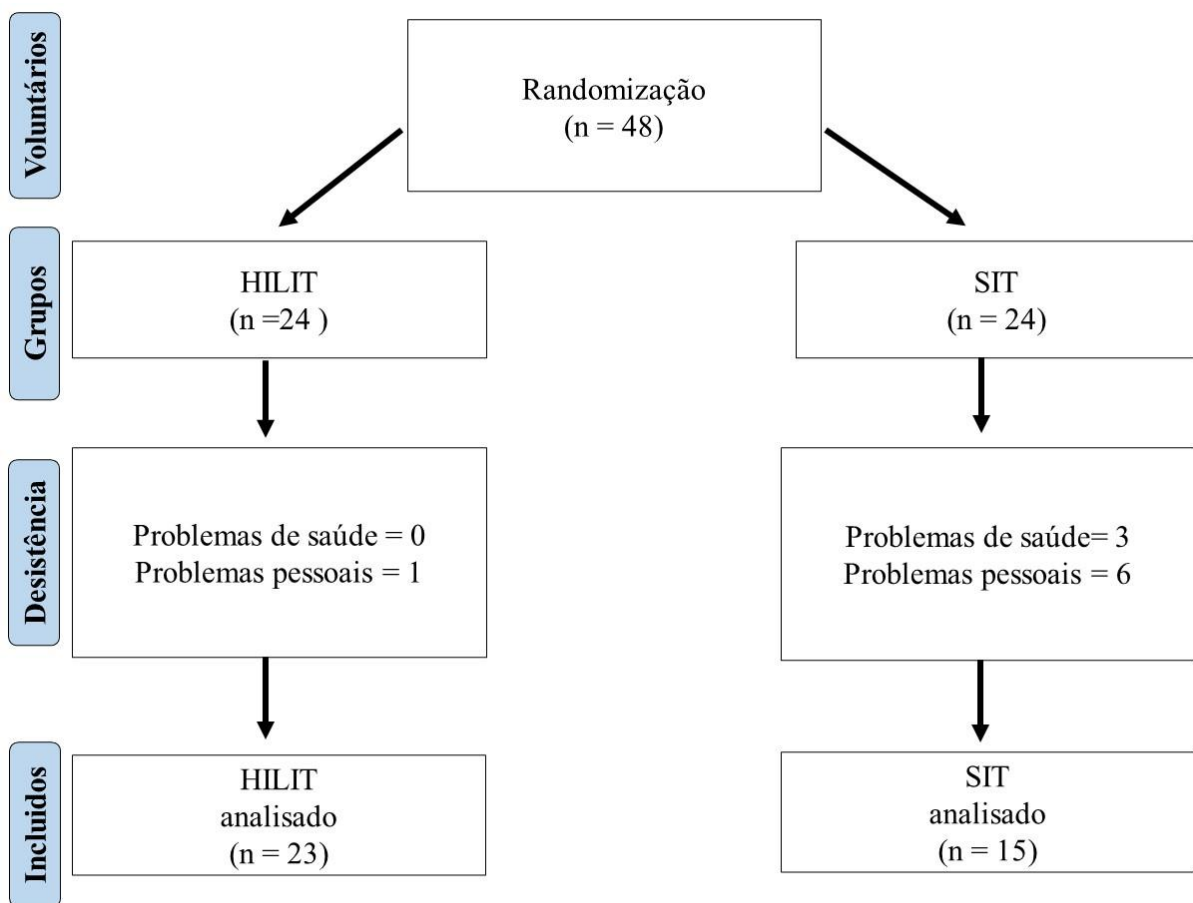 Voluntários
Randomização
(n = 48)
Grupos
HILIT
(n =24 )
SIT
(n = 24)
Desistência
Problemas de saúde = 0
Problemas pessoais = 1
Problemas de saúde= 3
Problemas pessoais = 6
Incluidos
HILIT
analisado
(n = 23)
SIT
analisado
(n = 15)